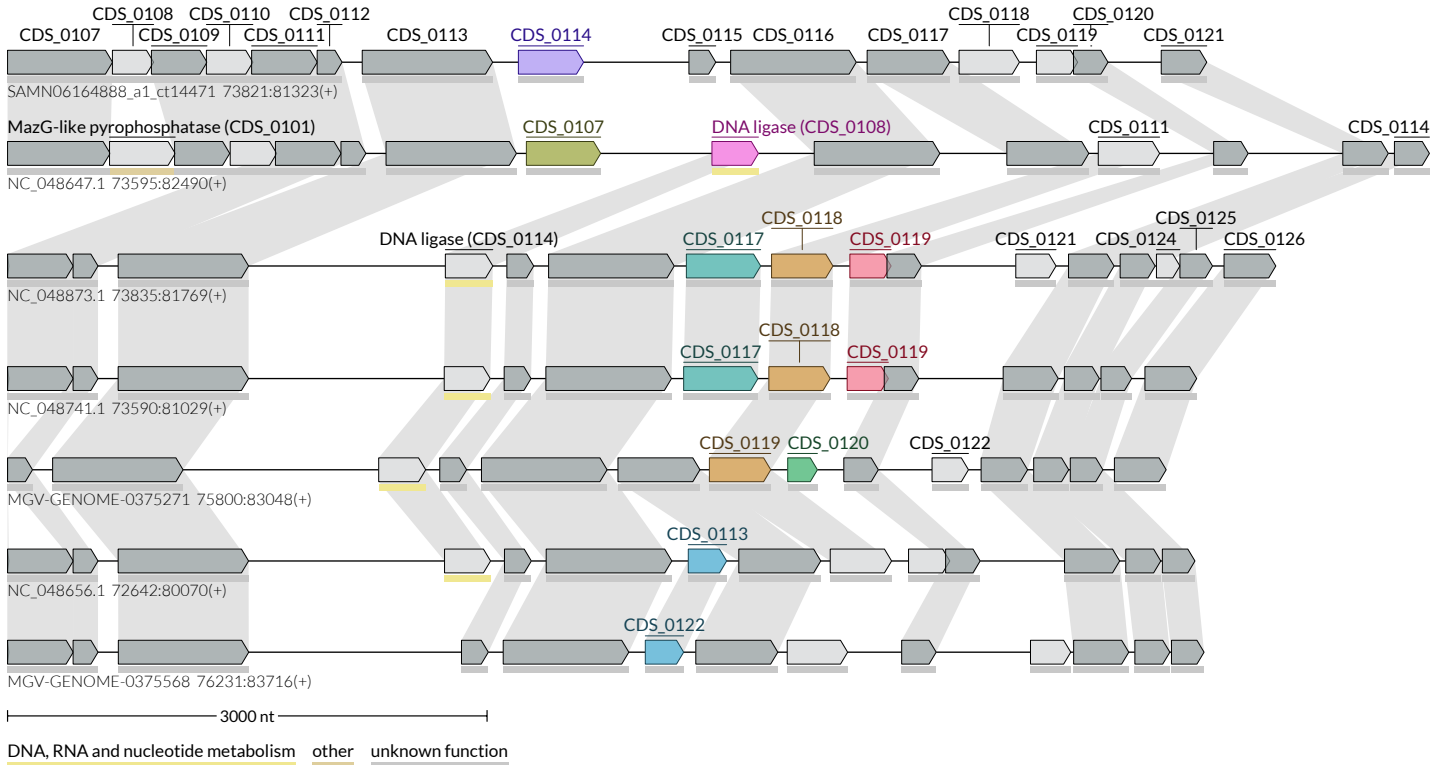 CDS_0108 CDS_0110 CDS_0112 CDS_0118 CDS_0120
CDS_0107 CDS_0109 CDS_0111 CDS_0113 CDS_0114 CDS_0115 CDS_0116 CDS_0117 CDS_0119 CDS_0121
SAMN06164888_a1_ct14471 73821:81323(+)
MazG-like pyrophosphatase (CDS_0101) CDS_0107 DNA ligase (CDS_0108) CDS_0111 CDS_0114
NC_048647.1 73595:82490(+)
CDS_0118 CDS_0125
DNA ligase (CDS_0114) CDS_0117 CDS_0119 CDS_0121 CDS_0124 CDS_0126
NC_048873.1 73835:81769(+)
CDS_0118
CDS_0117 CDS_0119
NC_048741.1 73590:81029(+)
CDS_0119 CDS_0120 CDS_0122
MGV-GENOME-0375271 75800:83048(+)
CDS_0113
NC_048656.1 72642:80070(+)
CDS_0122
MGV-GENOME-0375568 76231:83716(+)
3000 nt
DNA, RNA and nucleotide metabolism other unknown function